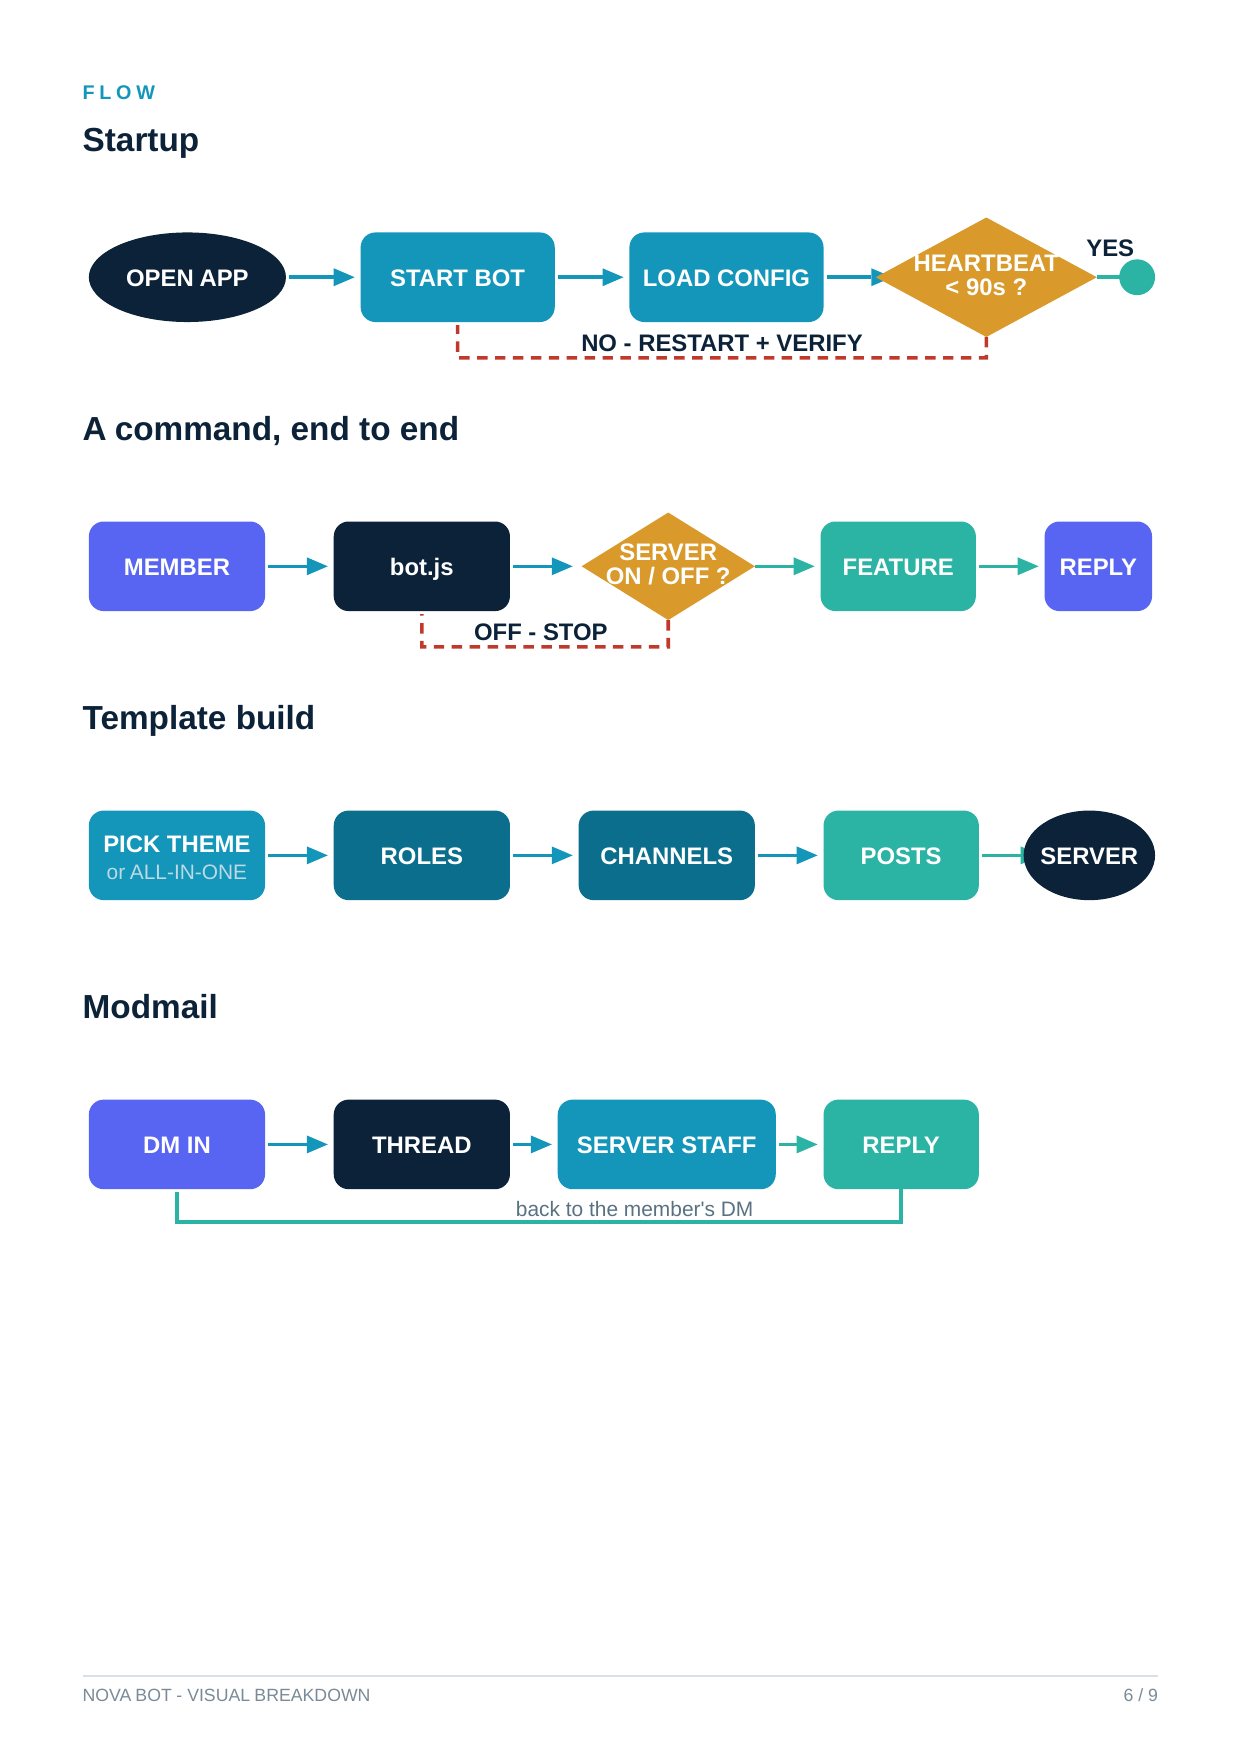 FLOW
Startup
OPEN APP
START BOT
LOAD CONFIG
HEARTBEAT
< 90s ?
YES
NO - RESTART + VERIFY
A command, end to end
MEMBER
bot.js
SERVER
ON / OFF ?
FEATURE
REPLY
OFF - STOP
Template build
PICK THEME
or ALL-IN-ONE
ROLES
CHANNELS
POSTS
SERVER
Modmail
DM IN
THREAD
SERVER STAFF
REPLY
back to the member's DM
NOVA BOT - VISUAL BREAKDOWN
6 / 9